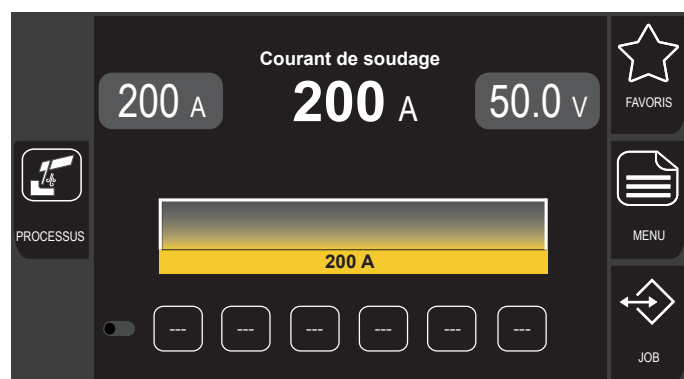 Courant de soudage
200 A
200 A
50.0 V
FAVORIS
PROCESSUS
MENU
200 A
---
---
---
---
---
---
JOB